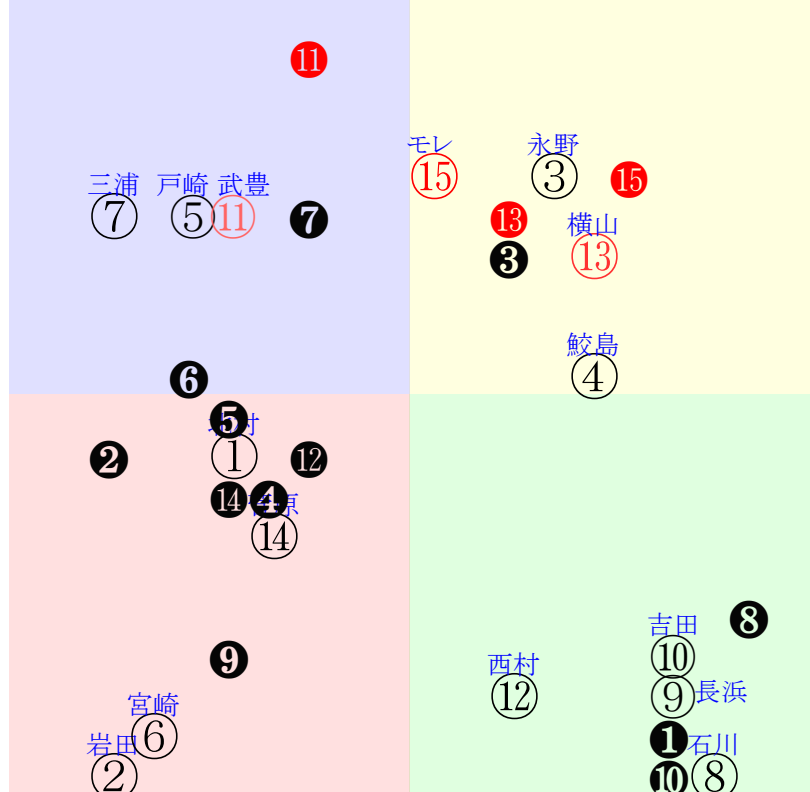 ⓫
モレ 永野
⑮ ③ ⓯
三浦 戸崎 武豊
⑦ ⑤ ⑪ ❼
⓭ 横山
❸ ⑬
鮫島
④
❻
❺
❷ ① ⓬
⓮ ❹
⑭
❽
吉田
⑩
❾
西村
⑫ ⑨ 長浜
宮崎
⑥
❶ 石川
岩田
② ❿ ⑧